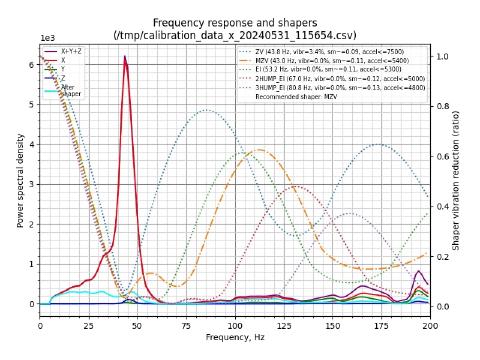 Frequency response and shapers
(/tmp/calibration_data_x_20240531_115654.csv)
1e3
X+Y+Z
X
Y
Z
After
shaper
ZV (43.8 Hz, vibr=3.4%, sm~=0.09, accel<=7500)
MZV (43.0 Hz, vibr=0.0%, sm~=0.11, accel<=5400)
EI (53.2 Hz, vibr=0.0%, sm~=0.11, accel<=5300)
2HUMP_EI (67.0 Hz, vibr=0.0%, sm~=0.12, accel<=5000)
3HUMP_EI (80.8 Hz, vibr=0.0%, sm~=0.13, accel<=4800)
Recommended shaper: MZV
6
5
4
3
2
1
0
1.0
0.8
0.6
0.4
0.2
0.0
Power spectral density
Shaper vibration reduction (ratio)
0 25 50 75 100 125 150 175 200
Frequency, Hz